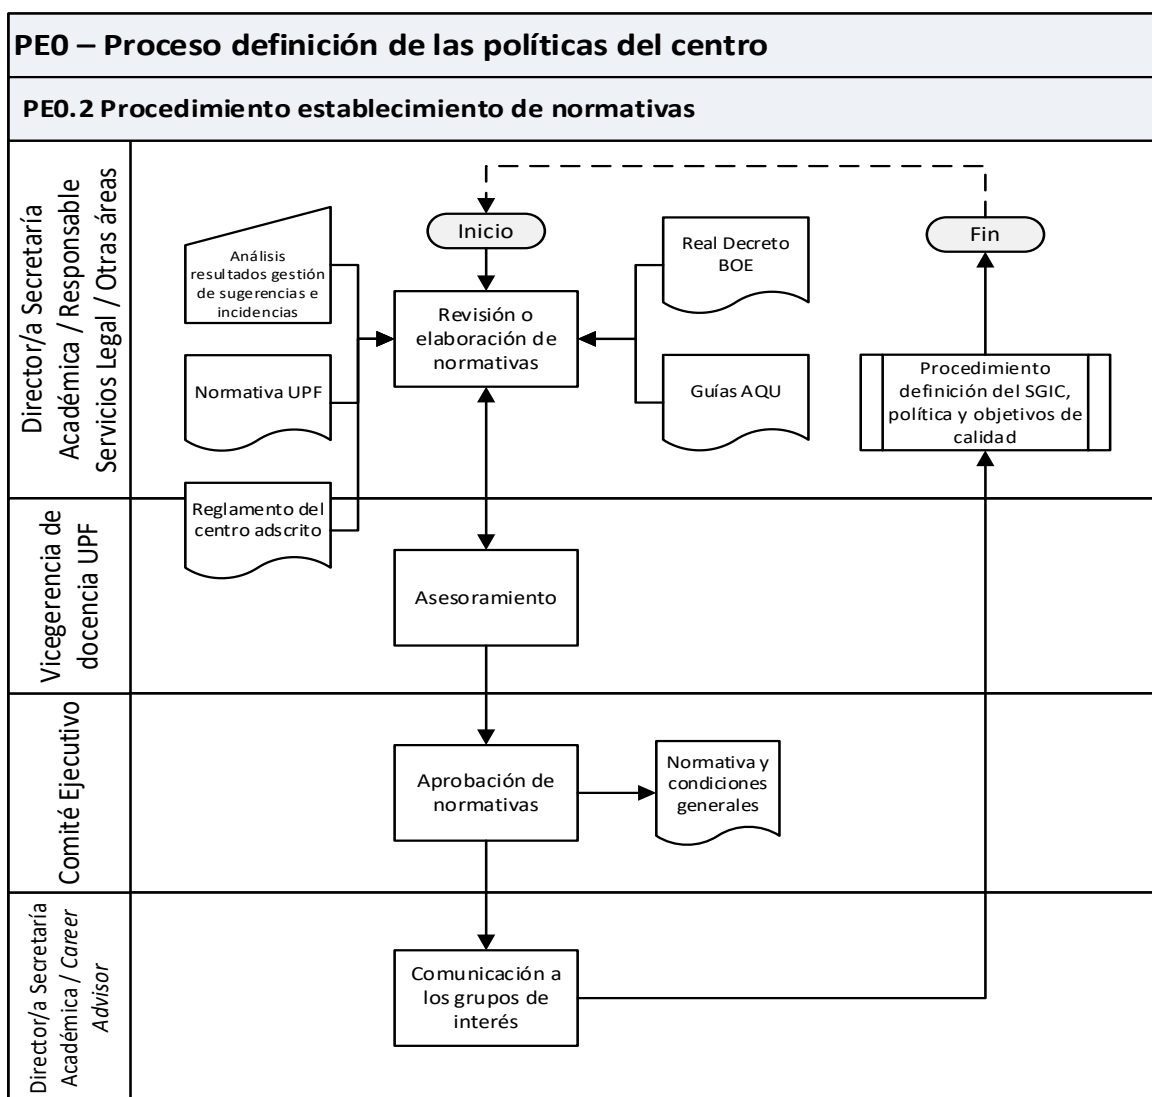 PE0 – Proceso definición de las políticas del centro
PE0.2 Procedimiento establecimiento de normativas
Director/a Secretaría
Académica / Responsable
Servicios Legal / Otras áreas
Análisis
resultados gestión
de sugerencias e
incidencias
Normativa UPF
Reglamento del
centro adscrito
Inicio
Revisión o
elaboración de
normativas
Real Decreto
BOE
Guías AQU
Fin
Procedimiento
definición del SGIC,
política y objetivos de
calidad
Vicegerencia de
docencia UPF
Asesoramiento
Comité Ejecutivo
Aprobación de
normativas
Normativa y
condiciones
generales
Director/a Secretaría
Académica / Career
Advisor
Comunicación a
los grupos de
interés